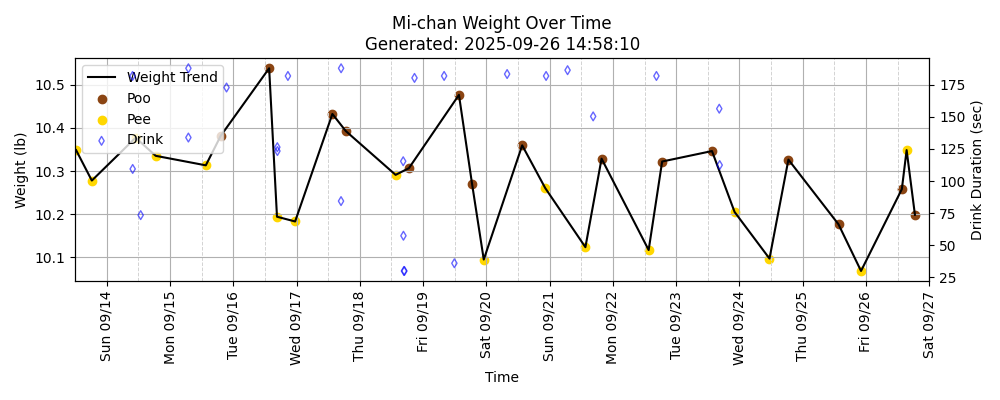 Mi-chan Weight Over Time
Generated: 2025-09-26 14:58:10
Weight Trend
Poo
Pee
Drink
Weight (lb)
10.5
10.4
10.3
10.2
10.1
Drink Duration (sec)
175
150
125
100
75
50
25
Sun 09/14
Mon 09/15
Tue 09/16
Wed 09/17
Thu 09/18
Fri 09/19
Sat 09/20
Sun 09/21
Mon 09/22
Tue 09/23
Wed 09/24
Thu 09/25
Fri 09/26
Sat 09/27
Time